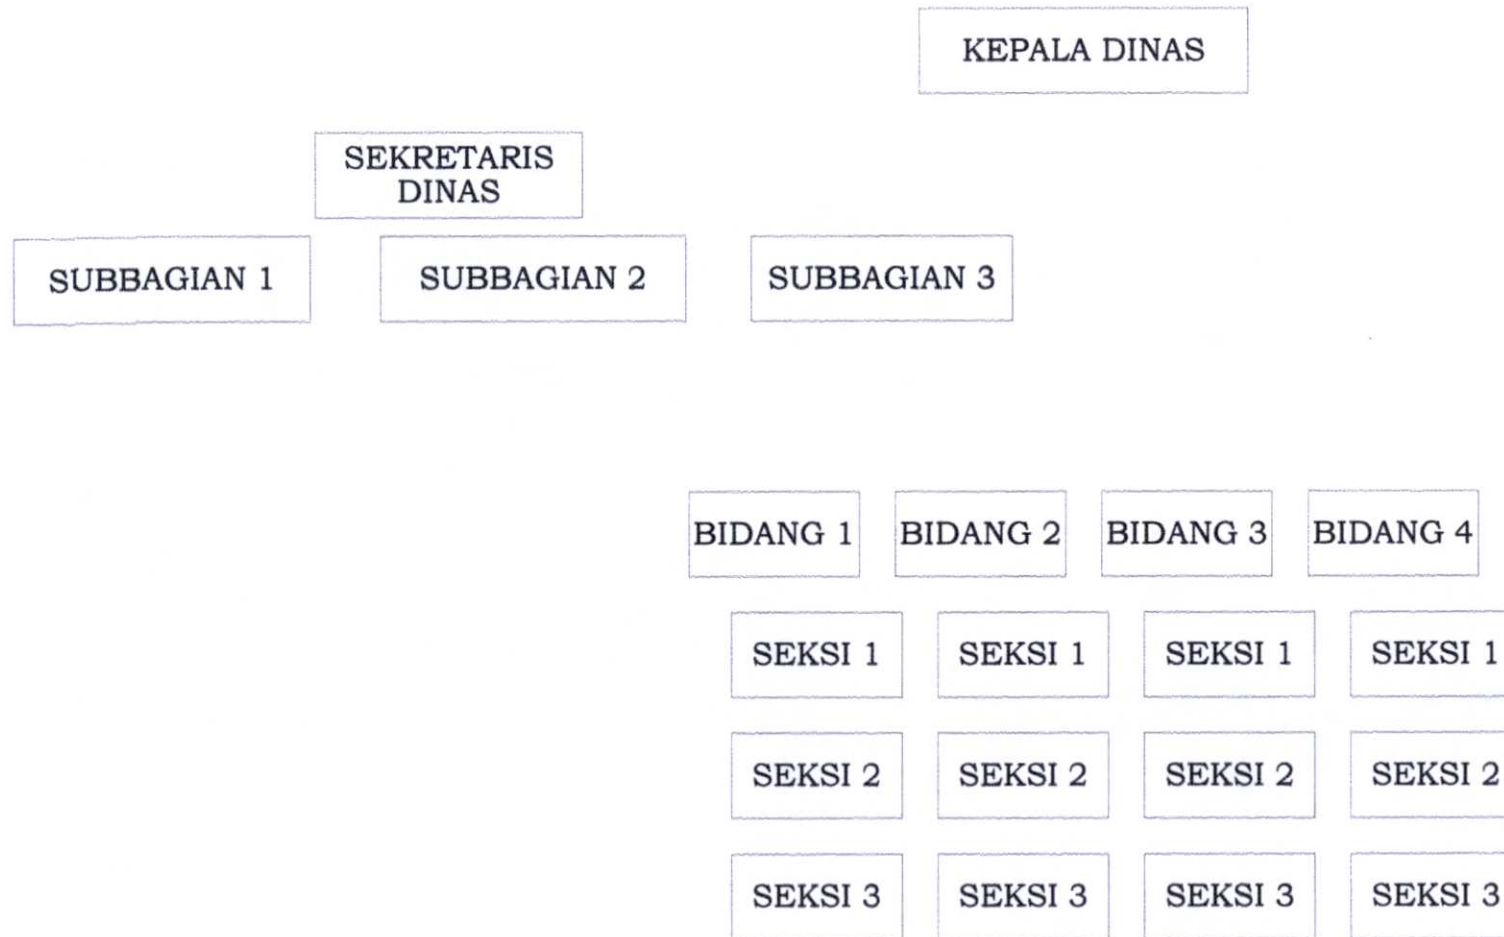 KEPALA DINAS
SEKRETARIS
DINAS
SUBBAGIAN 1
SUBBAGIAN 2
SUBBAGIAN 3
BIDANG 1
BIDANG 2
BIDANG 3
BIDANG 4
SEKSI 1
SEKSI 1
SEKSI 1
SEKSI 1
SEKSI 2
SEKSI 2
SEKSI 2
SEKSI 2
SEKSI 3
SEKSI 3
SEKSI 3
SEKSI 3